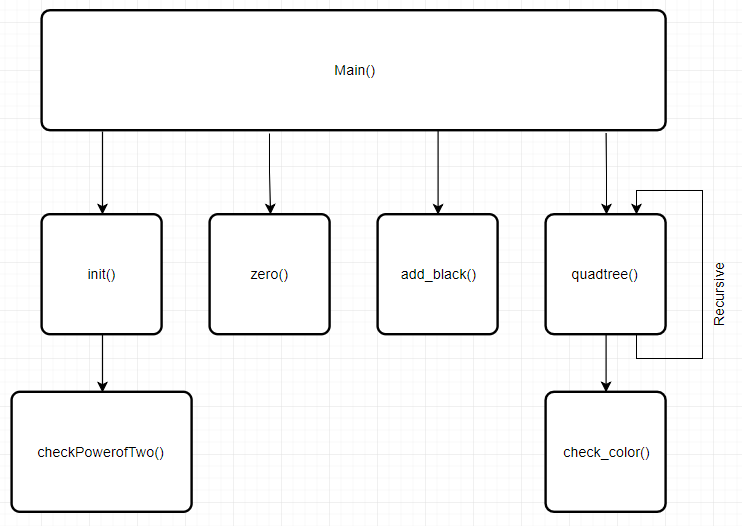 Main()
init()
zero()
add_black()
quadtree()
Recursive
checkPowerofTwo()
check_color()